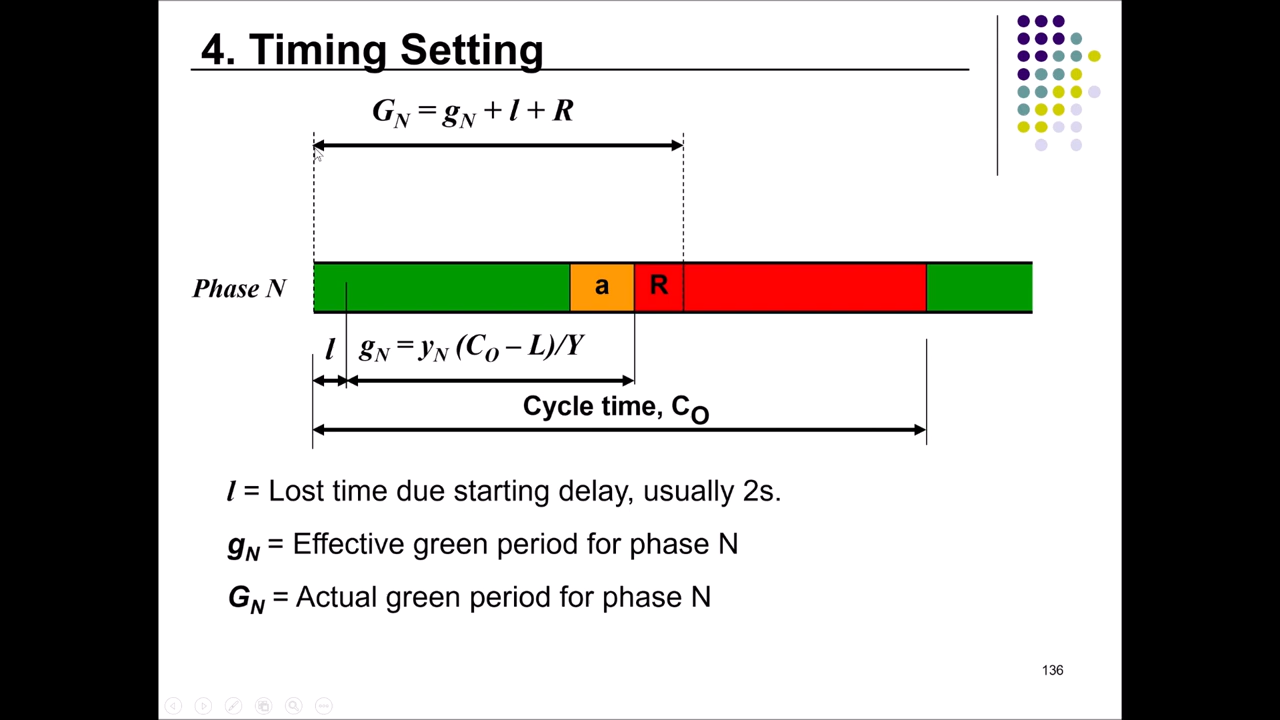 4. Timing Setting
G_N = g_N + l + R
Phase N
a
R
l
g_N = y_N (C_O – L)/Y
Cycle time, C_O
l = Lost time due starting delay, usually 2s.
g_N = Effective green period for phase N
G_N = Actual green period for phase N
136